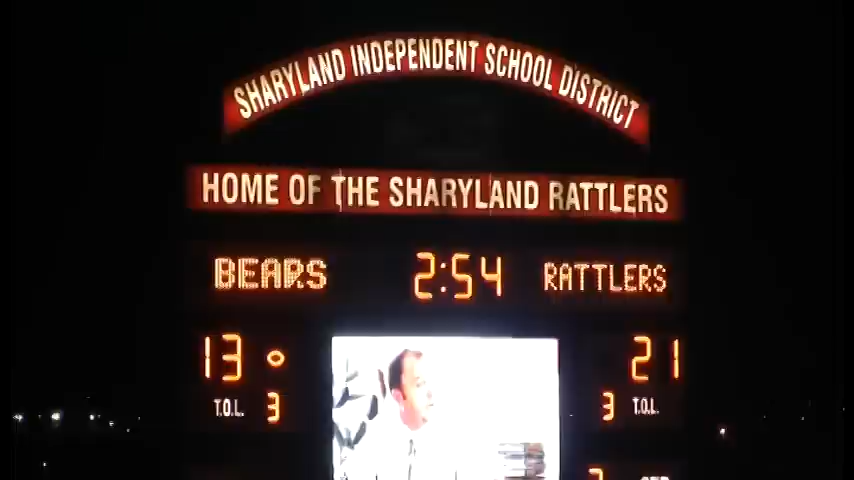 SHARYLAND INDEPENDENT SCHOOL DISTRICT
HOME OF THE SHARYLAND RATTLERS
BEARS 2:54 RATTLERS
13 21
T.O.L. 3 3 T.O.L.